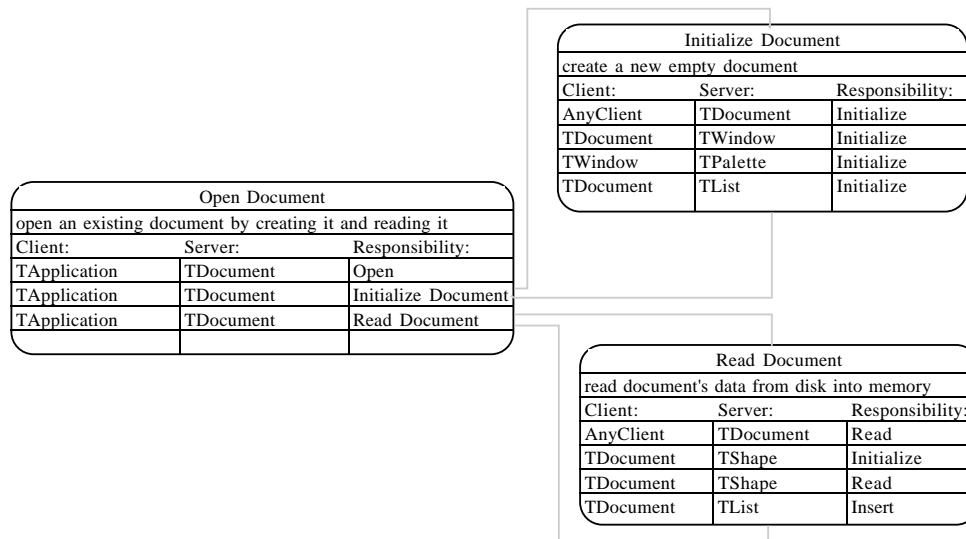 Initialize Document
create a new empty document
Client: Server: Responsibility:
AnyClient TDocument Initialize
TDocument TWindow Initialize
TWindow TPalette Initialize
TDocument TList Initialize
Open Document
open an existing document by creating it and reading it
Client: Server: Responsibility:
TApplication TDocument Open
TApplication TDocument Initialize Document
TApplication TDocument Read Document
Read Document
read document's data from disk into memory
Client: Server: Responsibility:
AnyClient TDocument Read
TDocument TShape Initialize
TDocument TShape Read
TDocument TList Insert